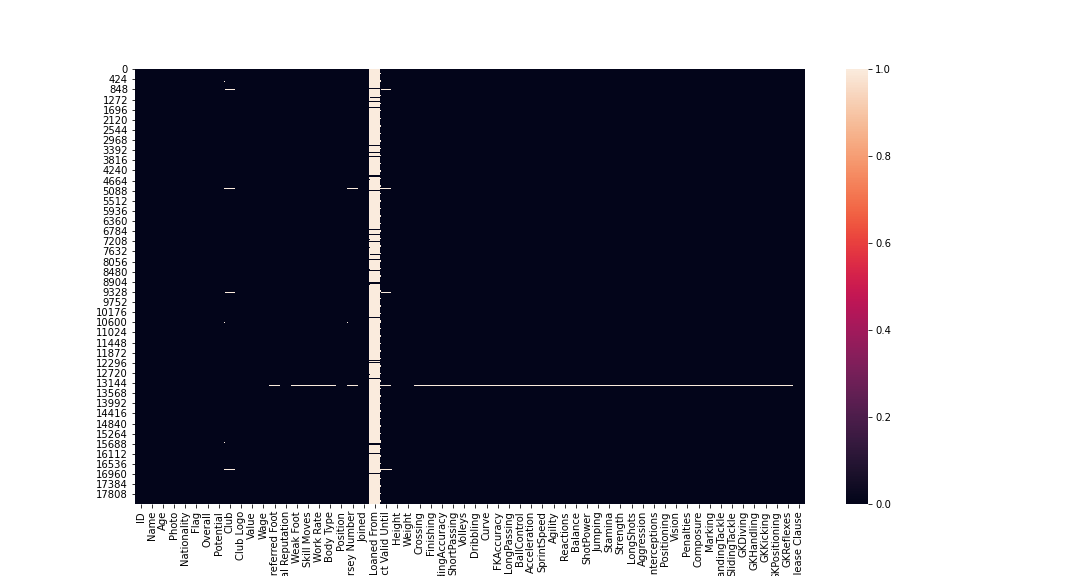 0
424
848
1272
1696
2120
2544
2968
3392
3816
4240
4664
5088
5512
5936
6360
6784
7208
7632
8056
8480
8904
9328
9752
10176
10600
11024
11448
11872
12296
12720
13144
13568
13992
14416
14840
15264
15688
16112
16536
16960
17384
17808
ID
Name
Age
Photo
Nationality
Flag
Overall
Potential
Club
Club Logo
Value
Wage
referred Foot
al Reputation
Weak Foot
Skill Moves
Work Rate
Body Type
Position
rsey Number
Joined
Loaned From
ct Valid Until
Height
Weight
Crossing
Finishing
lingAccuracy
ShortPassing
Volleys
Dribbling
Curve
FKAccuracy
LongPassing
BallControl
Acceleration
SprintSpeed
Agility
Reactions
Balance
ShotPower
Jumping
Stamina
Strength
LongShots
Aggression
nterceptions
Positioning
Vision
Penalties
Composure
Marking
andingTackle
SlidingTackle
GKDiving
GKHandling
GKKicking
KPositioning
GKReflexes
lease Clause
1.0
0.8
0.6
0.4
0.2
0.0